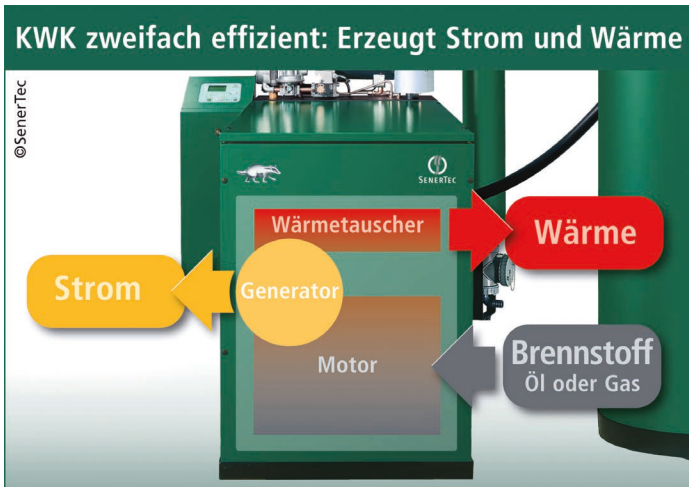 KWK zweifach effizient: Erzeugt Strom und Wärme
©SenerTec
SENERTEC
Wärmetauscher
Wärme
Strom
Generator
Motor
Brennstoff
Öl oder Gas